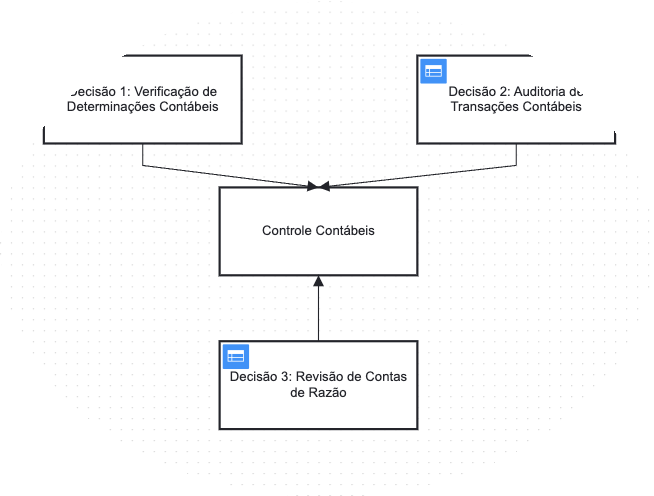 Decisão 1: Verificação de
Determinações Contábeis
Decisão 2: Auditoria de
Transações Contábeis
Controle Contábeis
Decisão 3: Revisão de Contas
de Razão